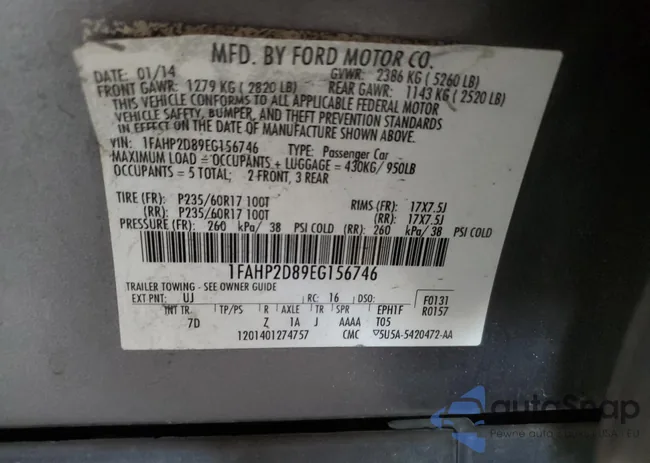 MFD. BY FORD MOTOR CO.
DATE: 01/14 GVWR: 2386 KG ( 5260 LB)
FRONT GAWR: 1279 KG ( 2820 LB) REAR GAWR: 1143 KG ( 2520 LB)
THIS VEHICLE CONFORMS TO ALL APPLICABLE FEDERAL MOTOR
VEHICLE SAFETY, BUMPER, AND THEFT PREVENTION STANDARDS
IN EFFECT ON THE DATE OF MANUFACTURE SHOWN ABOVE.
VIN: 1FAHP2D89EG156746 TYPE: Passenger Car
MAXIMUM LOAD = OCCUPANTS + LUGGAGE = 430KG/ 950LB
OCCUPANTS = 5 TOTAL; 2 FRONT, 3 REAR
TIRE (FR): P235/60R17 100T RIMS (FR): 17X7.5J
(RR): P235/60R17 100T (RR): 17X7.5J
PRESSURE (FR): 260 kPa/ 38 PSI COLD (RR): 260 kPa/ 38 PSI COLD
1FAHP2D89EG156746
TRAILER TOWING - SEE OWNER GUIDE
EXT PNT: UJ RC: 16 DSO: F0131
INT TR. TP/PS R AXLE TR SPR EPH1F R0157
7D Z 1A J AAAA T05
1201401274757 CMC 5U5A-5420472-AA
autoSnap
Pewne auto z USA i EU